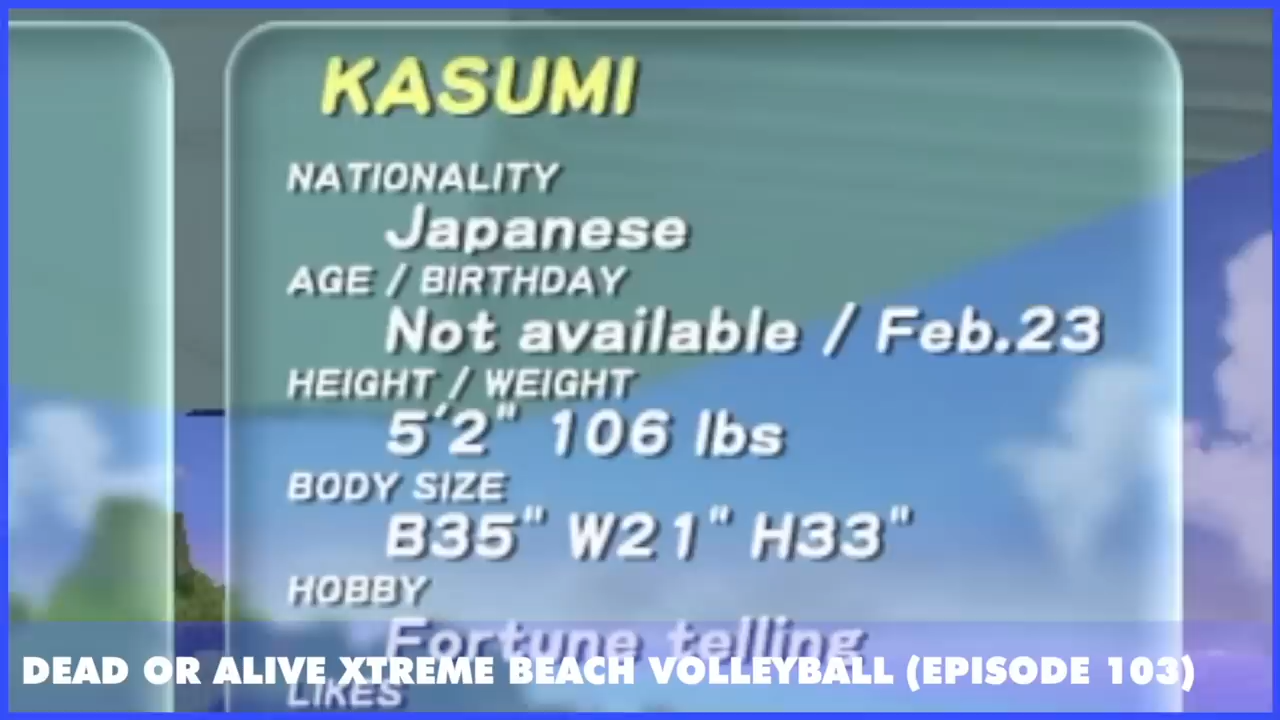 KASUMI
NATIONALITY
Japanese
AGE / BIRTHDAY
Not available / Feb.23
HEIGHT / WEIGHT
5'2" 106 lbs
BODY SIZE
B35" W21" H33"
HOBBY
Fortune telling
DEAD OR ALIVE XTREME BEACH VOLLEYBALL (EPISODE 103)
LIKES